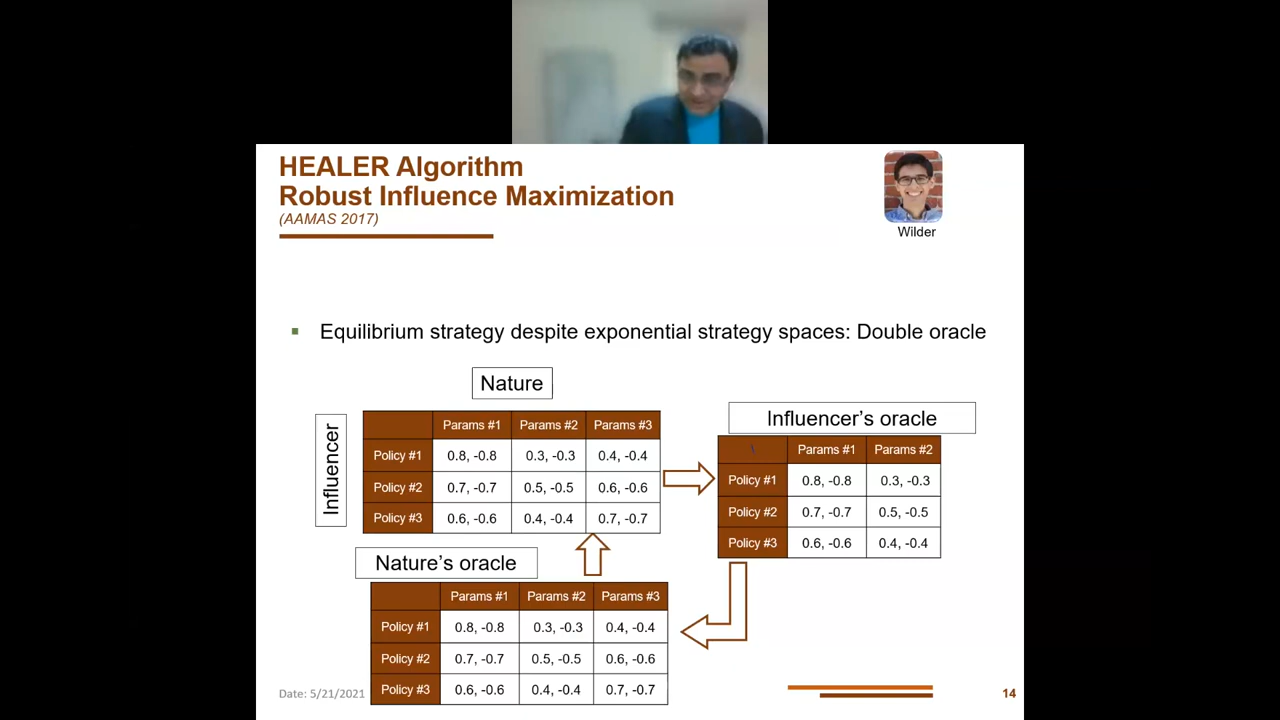 HEALER Algorithm
Robust Influence Maximization
(AAMAS 2017)
Wilder
Equilibrium strategy despite exponential strategy spaces: Double oracle
Nature
Influencer
Params #1 Params #2 Params #3
Policy #1 0.8, -0.8 0.3, -0.3 0.4, -0.4
Policy #2 0.7, -0.7 0.5, -0.5 0.6, -0.6
Policy #3 0.6, -0.6 0.4, -0.4 0.7, -0.7
Influencer's oracle
Params #1 Params #2
Policy #1 0.8, -0.8 0.3, -0.3
Policy #2 0.7, -0.7 0.5, -0.5
Policy #3 0.6, -0.6 0.4, -0.4
Nature's oracle
Params #1 Params #2 Params #3
Policy #1 0.8, -0.8 0.3, -0.3 0.4, -0.4
Policy #2 0.7, -0.7 0.5, -0.5 0.6, -0.6
Policy #3 0.6, -0.6 0.4, -0.4 0.7, -0.7
Date: 5/21/2021
14